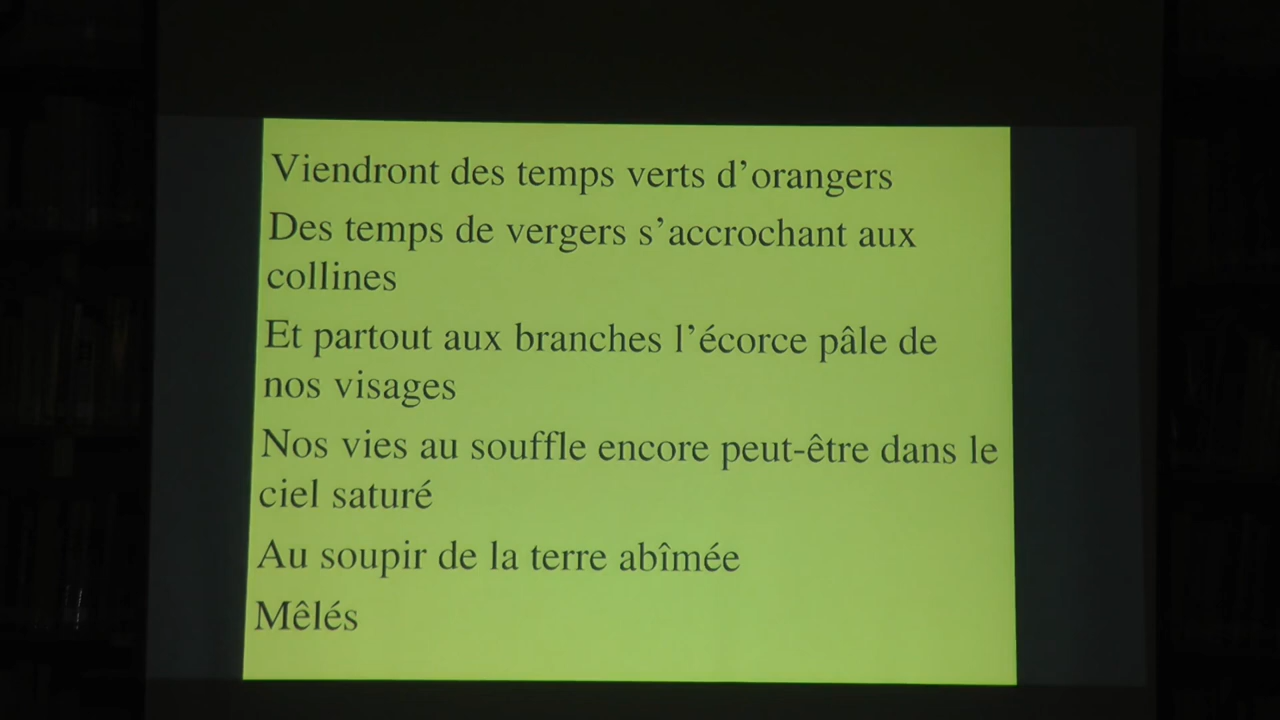 Viendront des temps verts d’orangers
Des temps de vergers s’accrochant aux
collines
Et partout aux branches l’écorce pâle de
nos visages
Nos vies au souffle encore peut-être dans le
ciel saturé
Au soupir de la terre abîmée
Mêlés